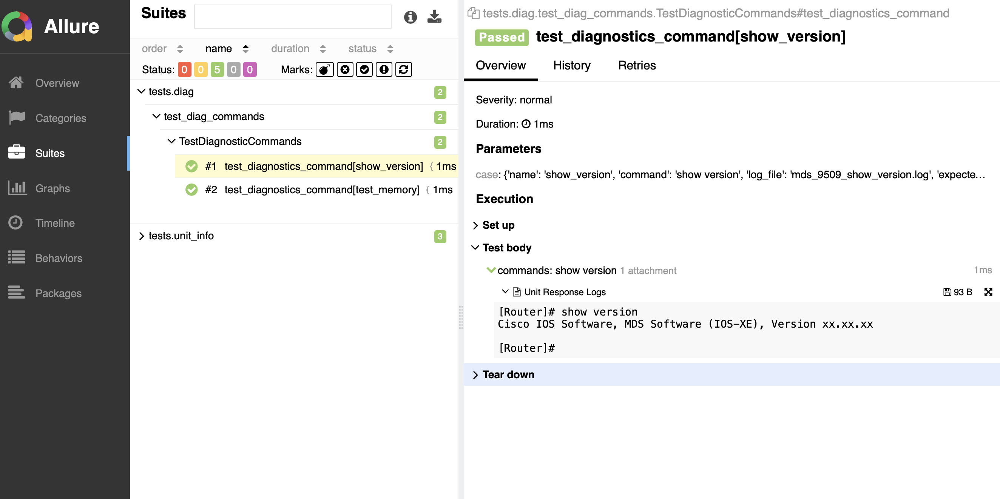 Allure
Overview
Categories
Suites
Graphs
Timeline
Behaviors
Packages
Suites
order name duration status
Status: 0 0 5 0 0 Marks:
tests.diag 2
test_diag_commands 2
TestDiagnosticCommands 2
#1 test_diagnostics_command[show_version] { 1ms
#2 test_diagnostics_command[test_memory] { 1ms
tests.unit_info 3
tests.diag.test_diag_commands.TestDiagnosticCommands#test_diagnostics_command
Passed test_diagnostics_command[show_version]
Overview History Retries
Severity: normal
Duration: 1ms
Parameters
case: {'name': 'show_version', 'command': 'show version', 'log_file': 'mds_9509_show_version.log', 'expecte...
Execution
Set up
Test body
commands: show version 1 attachment 1ms
Unit Response Logs 93 B
[Router]# show version
Cisco IOS Software, MDS Software (IOS-XE), Version xx.xx.xx
[Router]#
Tear down